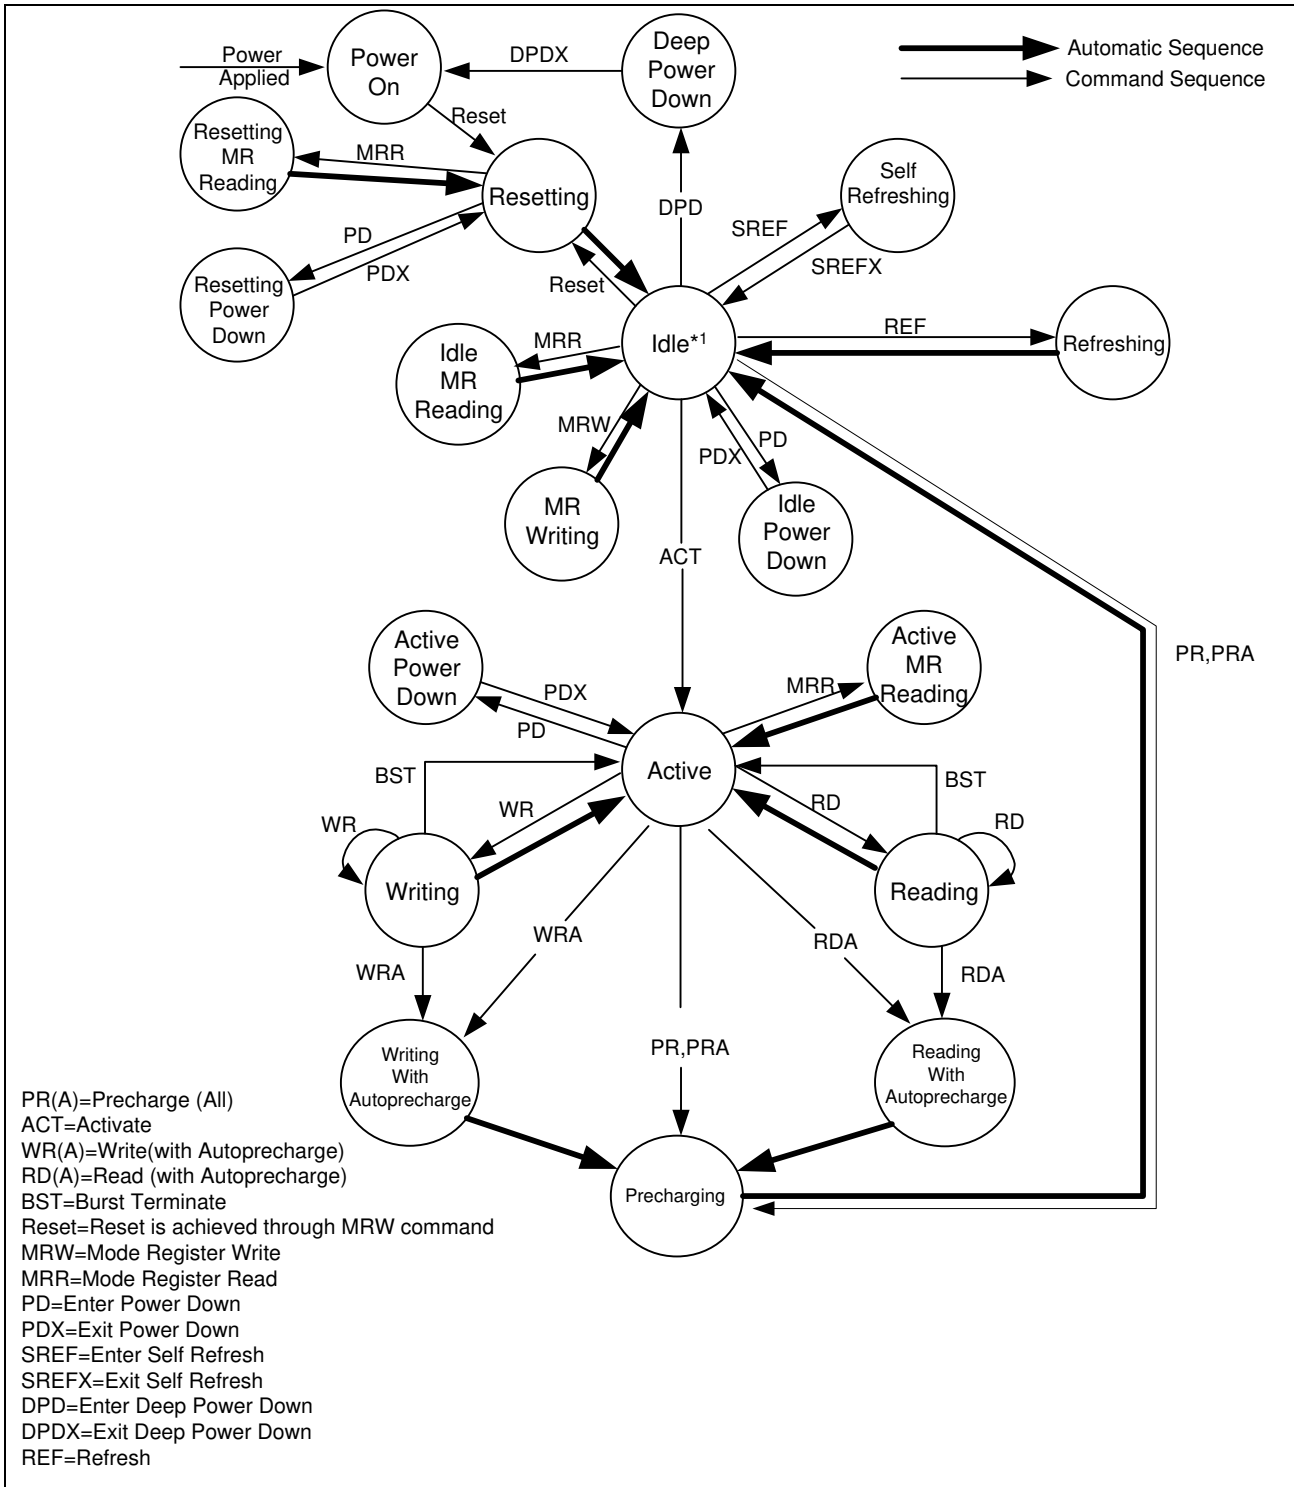 Power
Applied
Power
On
DPDX
Deep
Power
Down
Automatic Sequence
Command Sequence
Reset
Resetting
MR
Reading
MRR
Resetting
Self
Refreshing
DPD
SREF
SREFX
PD
PDX
Resetting
Power
Down
Reset
Idle*1
REF
Refreshing
MRR
Idle
MR
Reading
MRW
PD
PDX
MR
Writing
Idle
Power
Down
ACT
Active
Power
Down
Active
MR
Reading
PR,PRA
PDX
PD
MRR
Active
BST
BST
WR
RD
WR
RD
Writing
Reading
WRA
RDA
WRA
RDA
Writing
With
Autoprecharge
PR,PRA
Reading
With
Autoprecharge
Precharging
PR(A)=Precharge (All)
ACT=Activate
WR(A)=Write(with Autoprecharge)
RD(A)=Read (with Autoprecharge)
BST=Burst Terminate
Reset=Reset is achieved through MRW command
MRW=Mode Register Write
MRR=Mode Register Read
PD=Enter Power Down
PDX=Exit Power Down
SREF=Enter Self Refresh
SREFX=Exit Self Refresh
DPD=Enter Deep Power Down
DPDX=Exit Deep Power Down
REF=Refresh